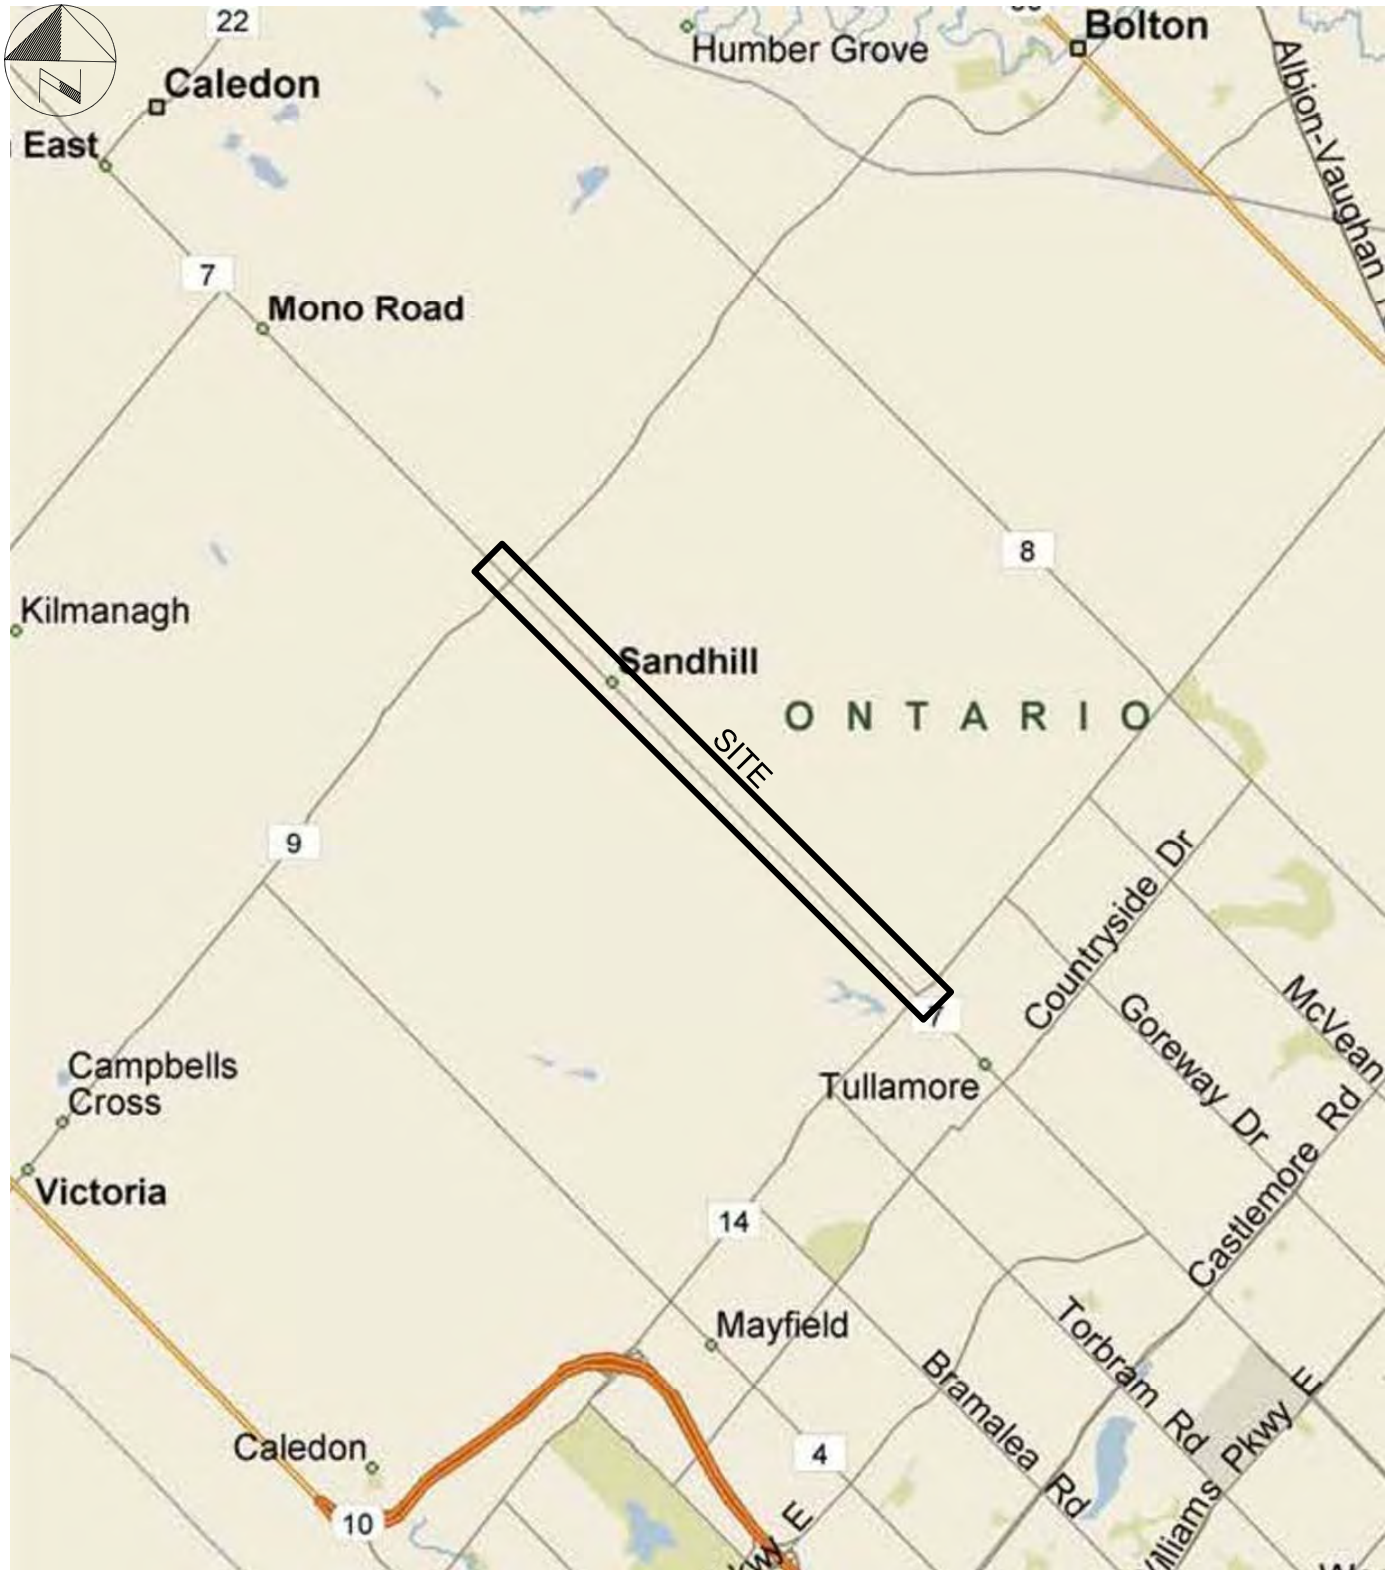 22
Bolton
Humber Grove
Caledon
East
Albion-Vaughan
7
Mono Road
8
Kilmanagh
Sandhill
ONTARIO
SITE
9
Countryside Dr
7
McVean
Goreway Dr
Campbells
Cross
Tullamore
Castlemore Rd
Victoria
14
Mayfield
Torbram Rd
Bramalea Rd
Caledon
4
10
E
E
Pkwy